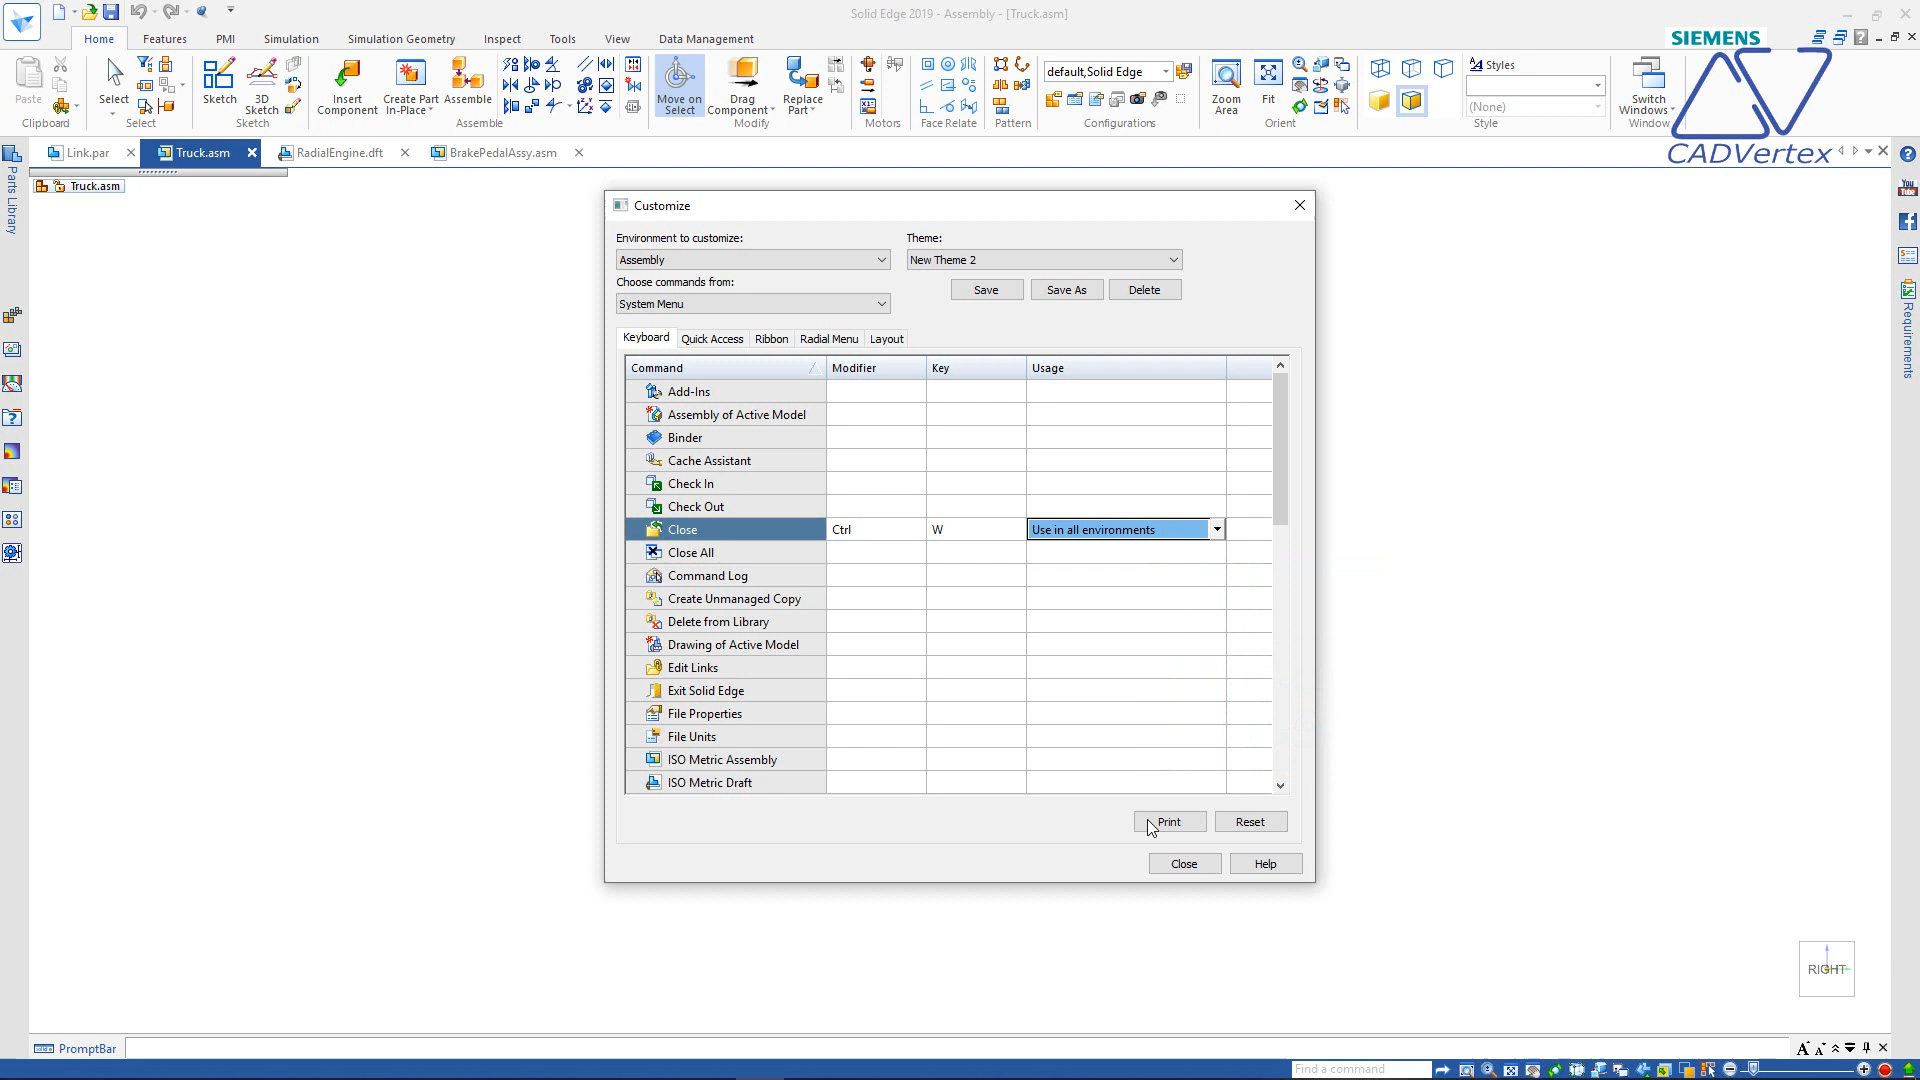 Solid Edge 2019 - Assembly - [Truck.asm]
Home
Features
PMI
Simulation
Simulation Geometry
Inspect
Tools
View
Data Management
SIEMENS
Paste
Clipboard
Select
Select
Sketch
3D Sketch
Sketch
Insert Component
Create Part In-Place
Assemble
Assemble
Move on Select
Drag Component
Replace Part
Modify
Motors
Face Relate
Pattern
default,Solid Edge
Configurations
Zoom Area
Fit
Orient
Styles
(None)
Style
Switch Windows
Window
CADVertex
Link.par
Truck.asm
RadialEngine.dft
BrakePedalAssy.asm
Truck.asm
Parts Library
Requirements
You Tube
Customize
Environment to customize:
Theme:
Assembly
New Theme 2
Choose commands from:
Save
Save As
Delete
System Menu
Keyboard
Quick Access
Ribbon
Radial Menu
Layout
Command
Modifier
Key
Usage
Add-Ins
Assembly of Active Model
Binder
Cache Assistant
Check In
Check Out
Close
Ctrl
W
Use in all environments
Close All
Command Log
Create Unmanaged Copy
Delete from Library
Drawing of Active Model
Edit Links
Exit Solid Edge
File Properties
File Units
ISO Metric Assembly
ISO Metric Draft
Print
Reset
Close
Help
RIGHT
PromptBar
Find a command